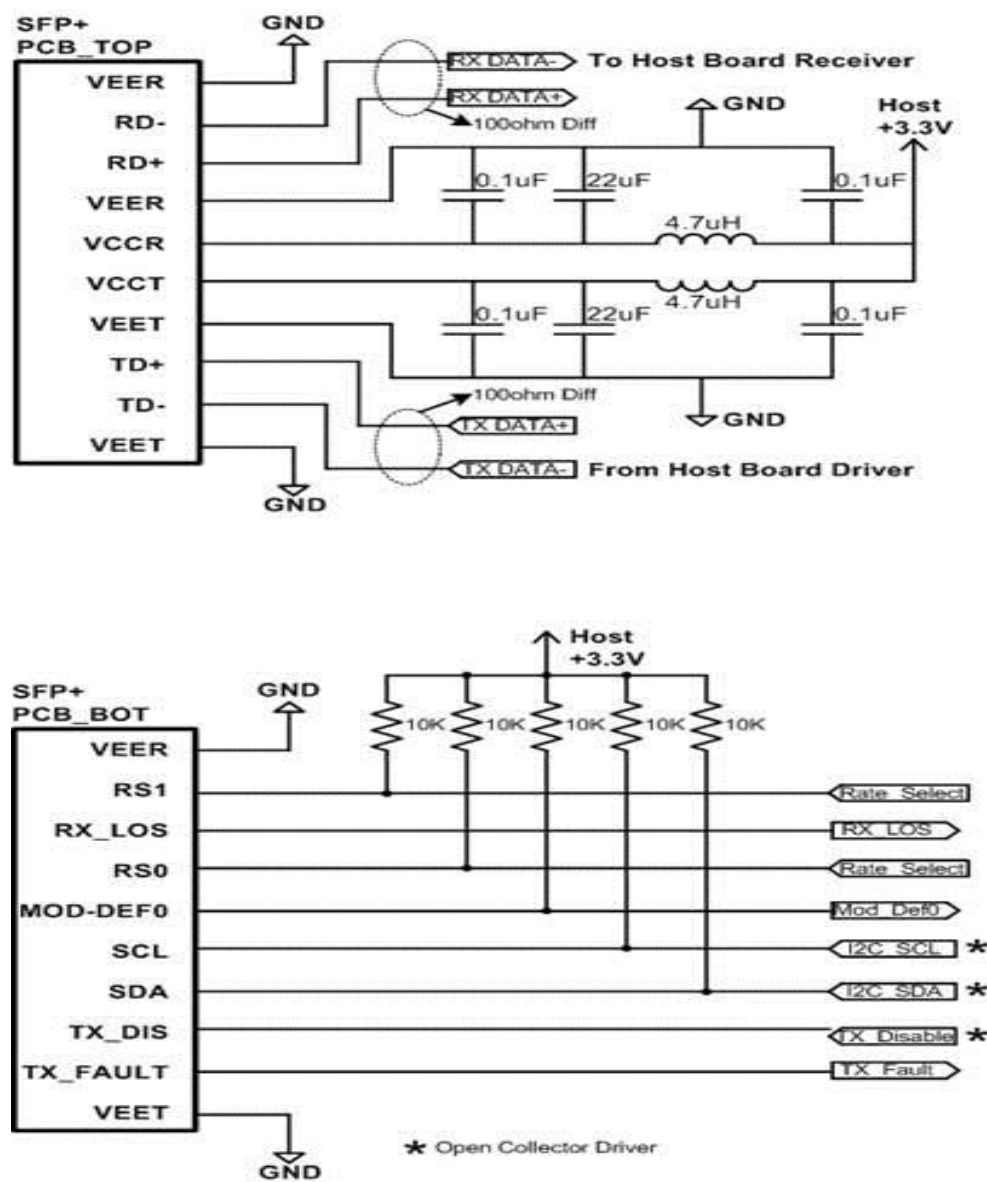 SFP+
PCB_TOP
GND
VEER
RD-
RD+
VEER
VCCR
VCCT
VEET
TD+
TD-
VEET
RX DATA- To Host Board Receiver
RX DATA+
100ohm Diff
GND
Host
+3.3V
0.1uF
22uF
0.1uF
4.7uH
4.7uH
0.1uF
22uF
0.1uF
100ohm Diff
GND
TX DATA+
TX DATA- From Host Board Driver
GND
Host
+3.3V
SFP+
PCB_BOT
GND
10K 10K 10K 10K 10K
VEER
RS1
Rate Select
RX_LOS
RX LOS
RS0
Rate Select
MOD-DEF0
Mod Def0
SCL
I2C SCL *
SDA
I2C SDA *
TX_DIS
TX Disable *
TX_FAULT
TX Fault
VEET
* Open Collector Driver
GND